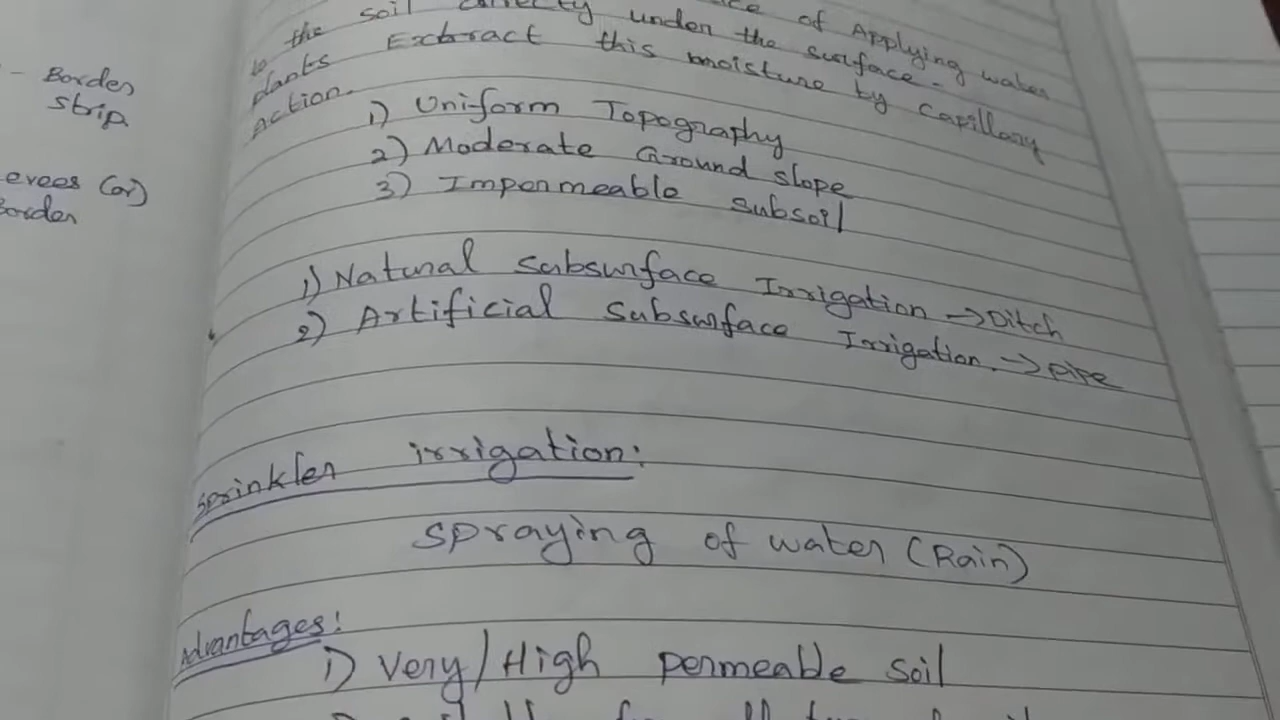 - Border
strip
evees (or)
Border
of Applying water
to the soil directly under the surface.
plants Extract this moisture by Capillary
action.
1) Uniform Topography
2) Moderate Ground slope
3) Impermeable subsoil
1) Natural subsurface Irrigation → Ditch
2) Artificial subsurface Irrigation. → pipe
Sprinkler irrigation:
Spraying of water (Rain)
Advantages:
1) Very/High permeable soil